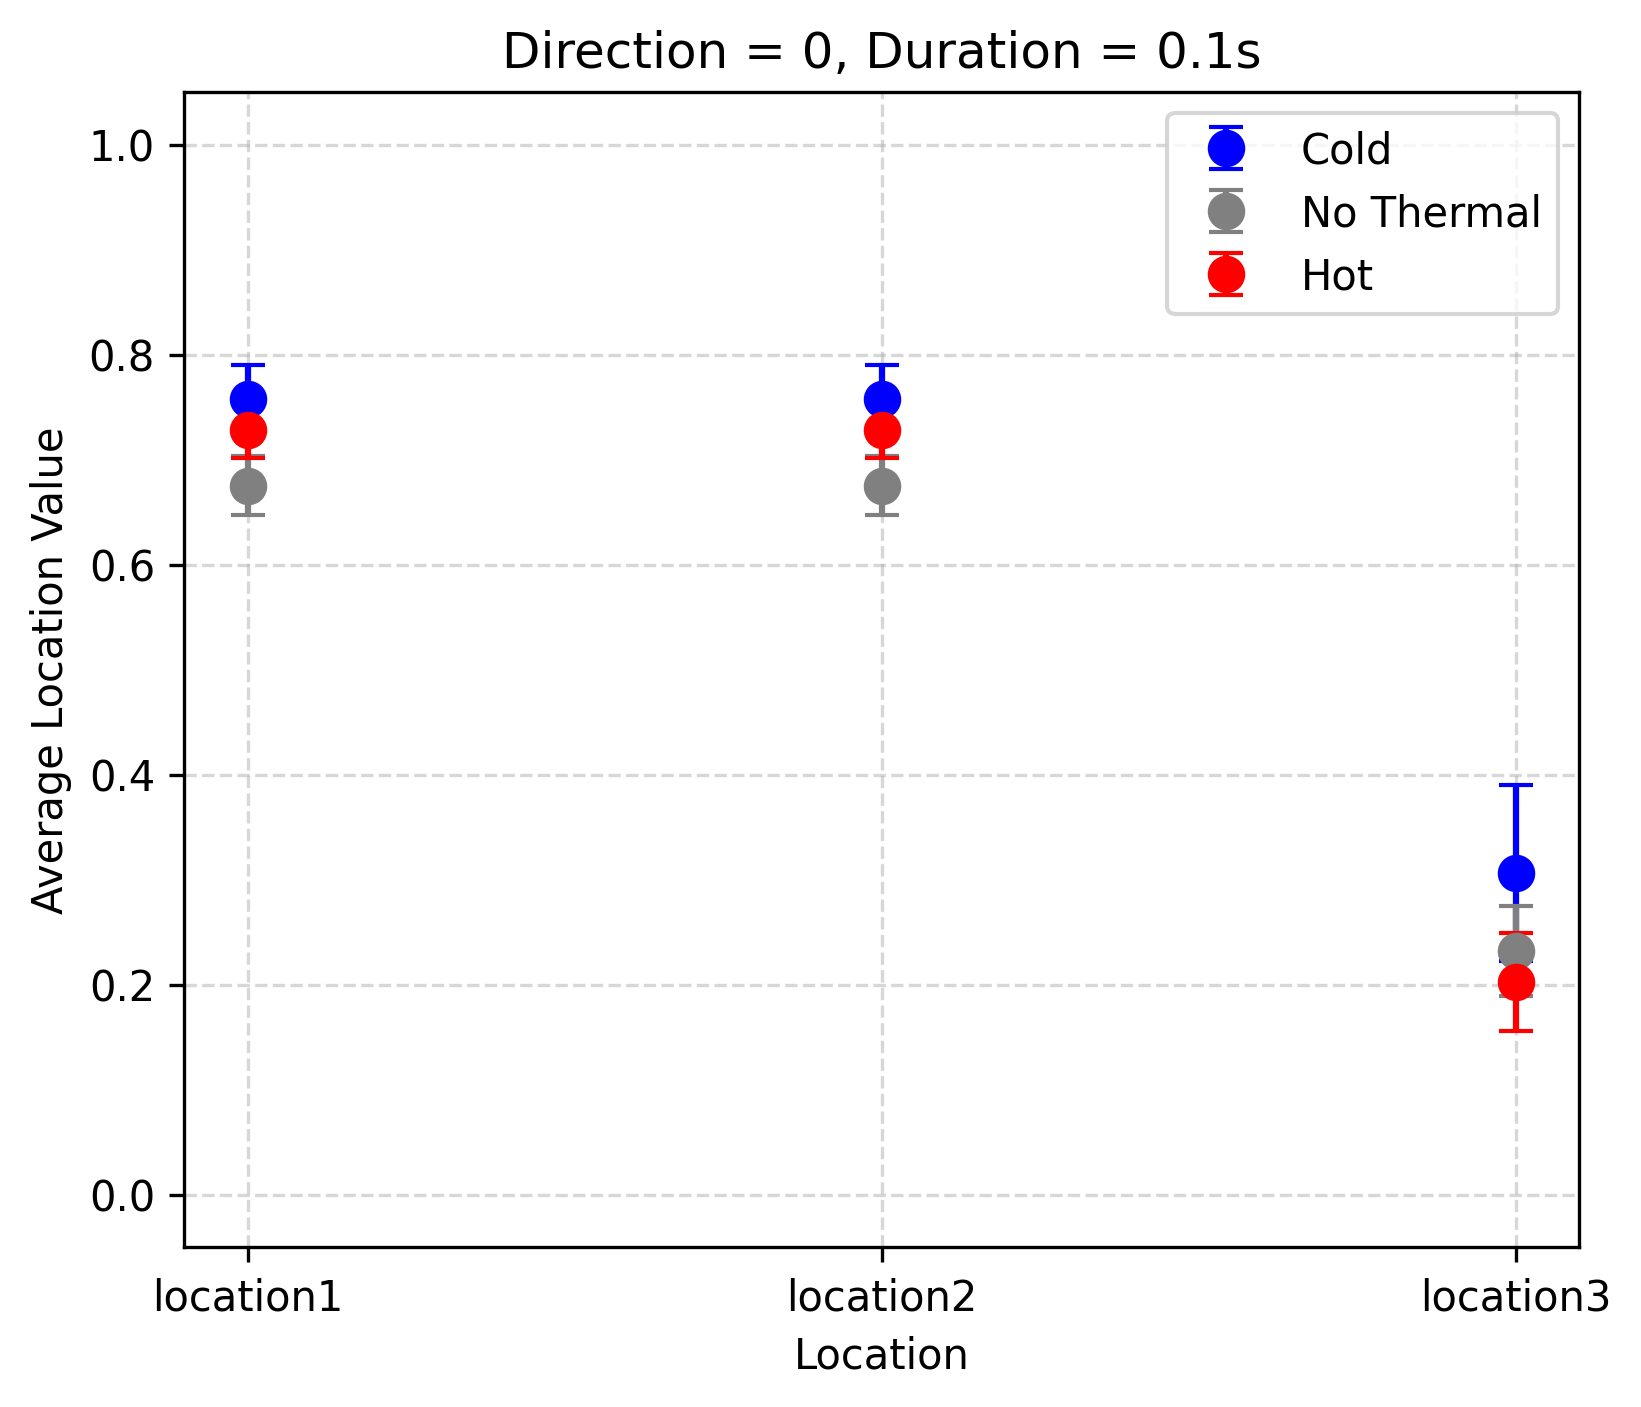 Direction = 0, Duration = 0.1s
Cold
No Thermal
Hot
1.0
0.8
0.6
0.4
0.2
0.0
Average Location Value
location1
location2
location3
Location